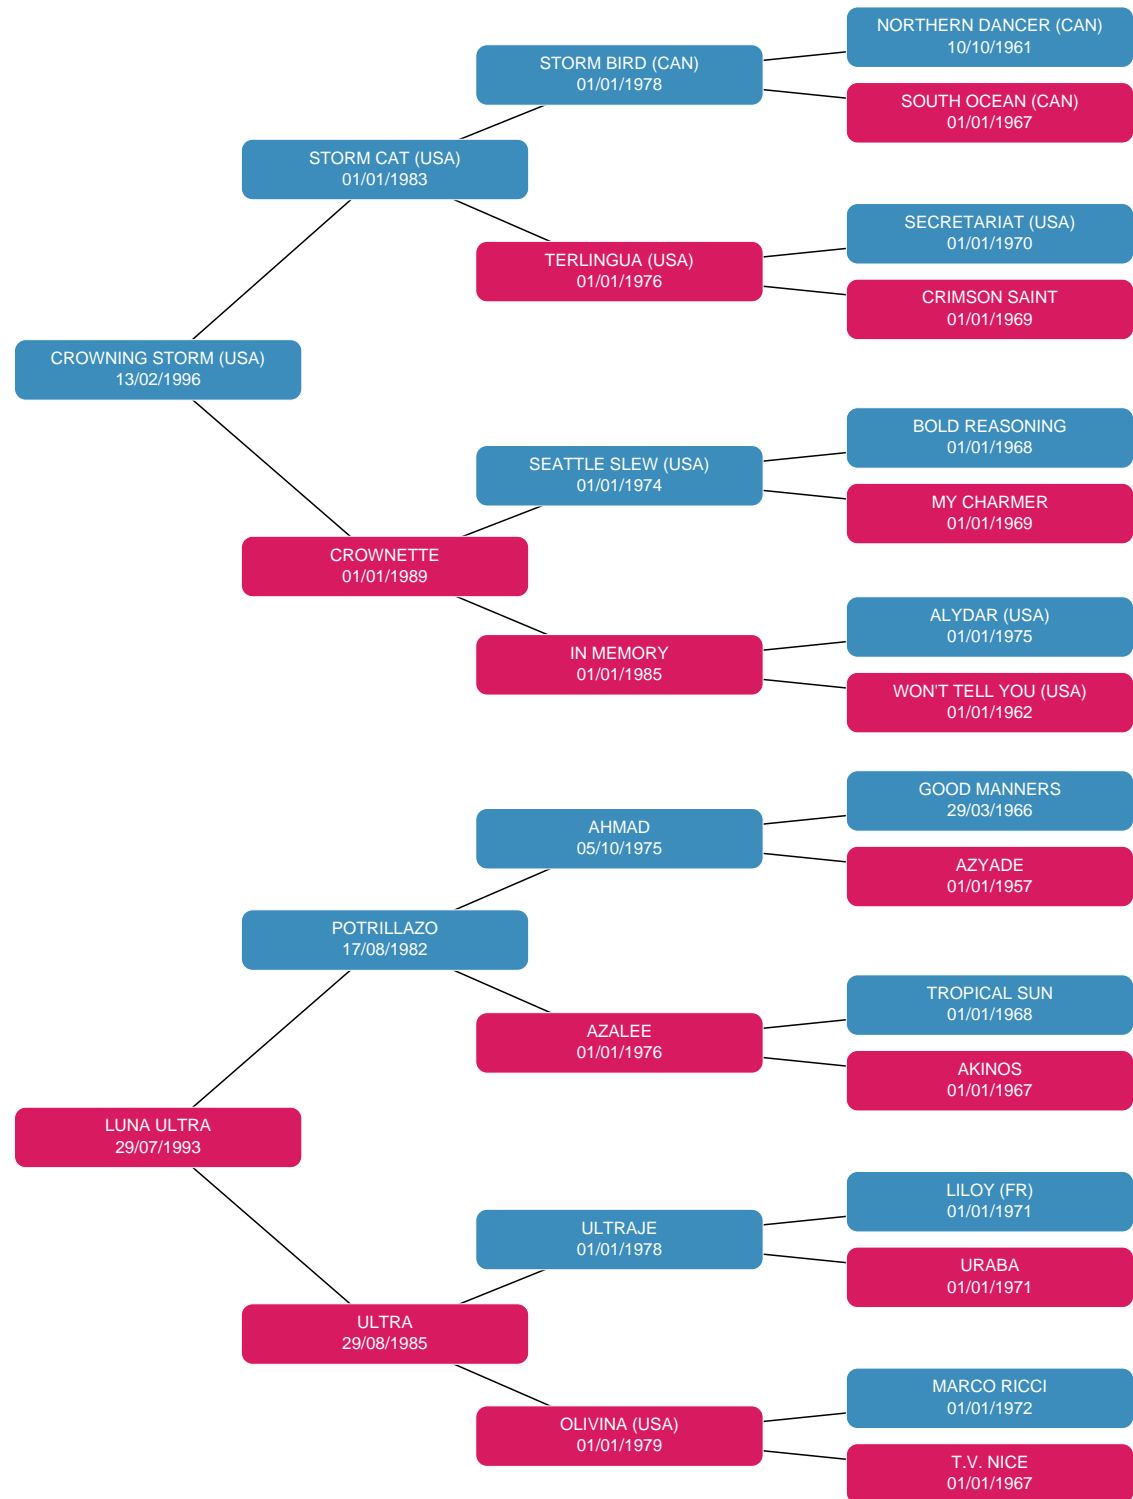 NORTHERN DANCER (CAN)
10/10/1961
STORM BIRD (CAN)
01/01/1978
SOUTH OCEAN (CAN)
01/01/1967
STORM CAT (USA)
01/01/1983
SECRETARIAT (USA)
01/01/1970
TERLINGUA (USA)
01/01/1976
CRIMSON SAINT
01/01/1969
CROWNING STORM (USA)
13/02/1996
BOLD REASONING
01/01/1968
SEATTLE SLEW (USA)
01/01/1974
MY CHARMER
01/01/1969
CROWNETTE
01/01/1989
ALYDAR (USA)
01/01/1975
IN MEMORY
01/01/1985
WON'T TELL YOU (USA)
01/01/1962
GOOD MANNERS
29/03/1966
AHMAD
05/10/1975
AZYADE
01/01/1957
POTRILLAZO
17/08/1982
TROPICAL SUN
01/01/1968
AZALEE
01/01/1976
AKINOS
01/01/1967
LUNA ULTRA
29/07/1993
LILOY (FR)
01/01/1971
ULTRAJE
01/01/1978
URABA
01/01/1971
ULTRA
29/08/1985
MARCO RICCI
01/01/1972
OLIVINA (USA)
01/01/1979
T.V. NICE
01/01/1967